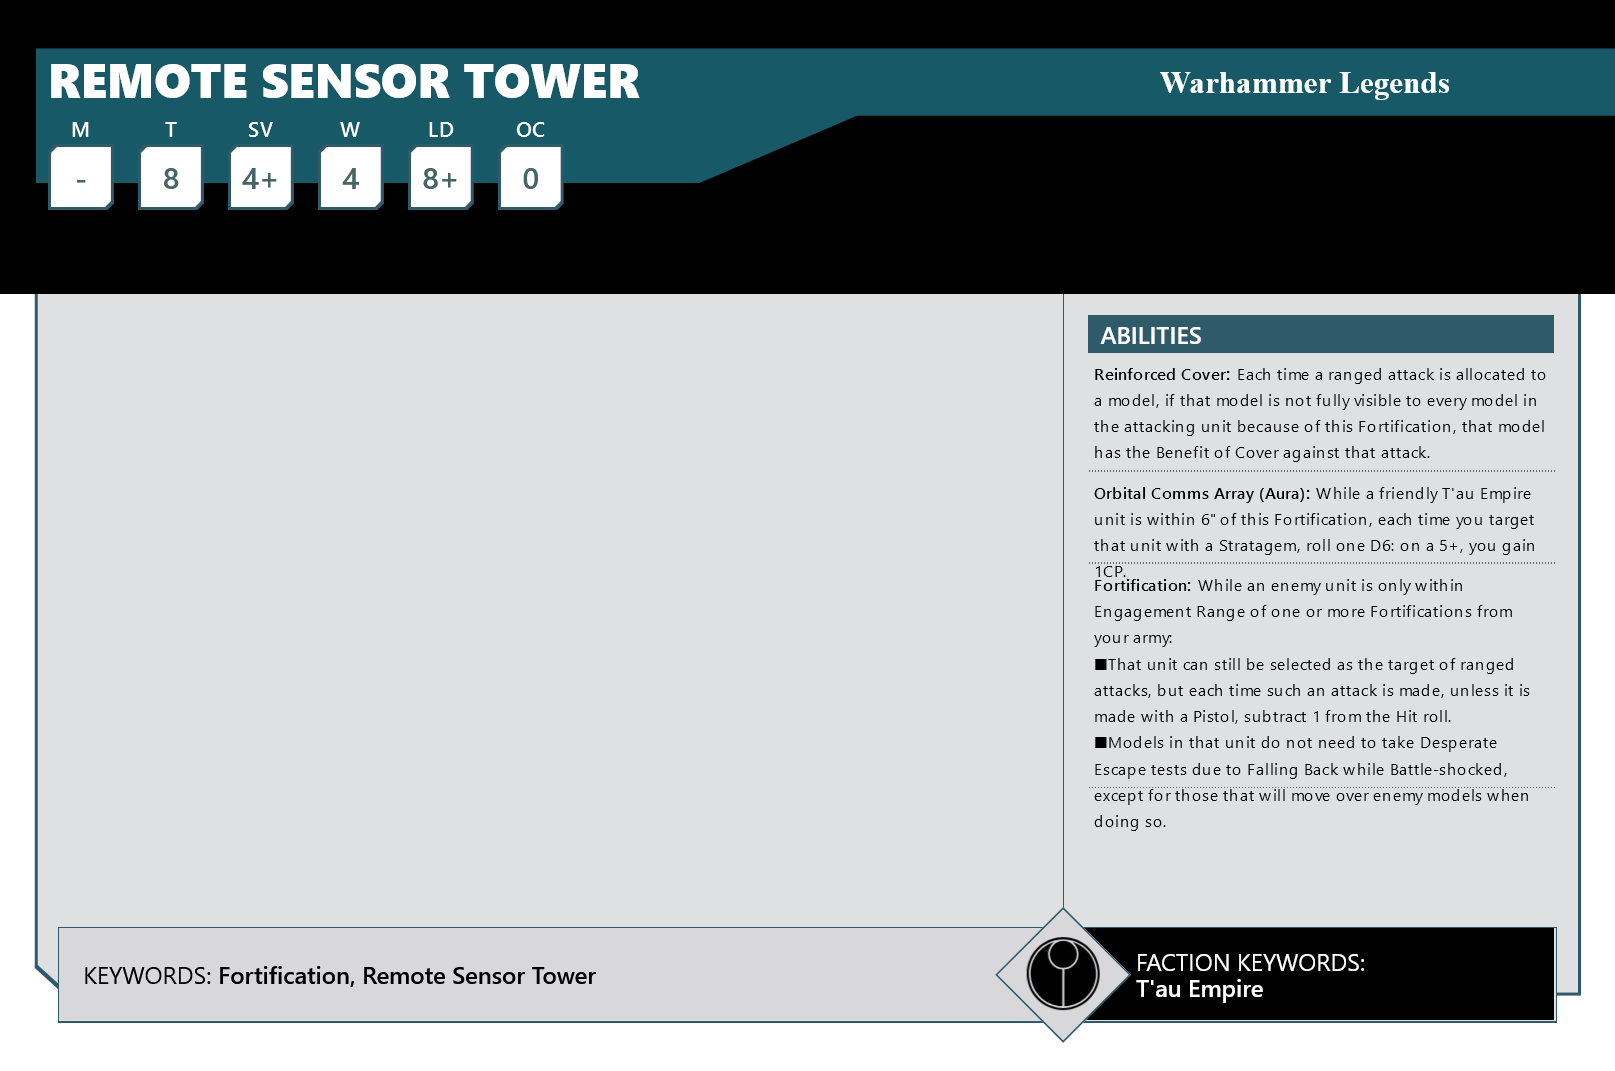 REMOTE SENSOR TOWER
Warhammer Legends
M T SV W LD OC
- 8 4+ 4 8+ 0
ABILITIES
Reinforced Cover: Each time a ranged attack is allocated to
a model, if that model is not fully visible to every model in
the attacking unit because of this Fortification, that model
has the Benefit of Cover against that attack.
Orbital Comms Array (Aura): While a friendly T'au Empire
unit is within 6" of this Fortification, each time you target
that unit with a Stratagem, roll one D6: on a 5+, you gain
1CP.
Fortification: While an enemy unit is only within
Engagement Range of one or more Fortifications from
your army:
■That unit can still be selected as the target of ranged
attacks, but each time such an attack is made, unless it is
made with a Pistol, subtract 1 from the Hit roll.
■Models in that unit do not need to take Desperate
Escape tests due to Falling Back while Battle-shocked,
except for those that will move over enemy models when
doing so.
KEYWORDS: Fortification, Remote Sensor Tower
FACTION KEYWORDS:
T'au Empire